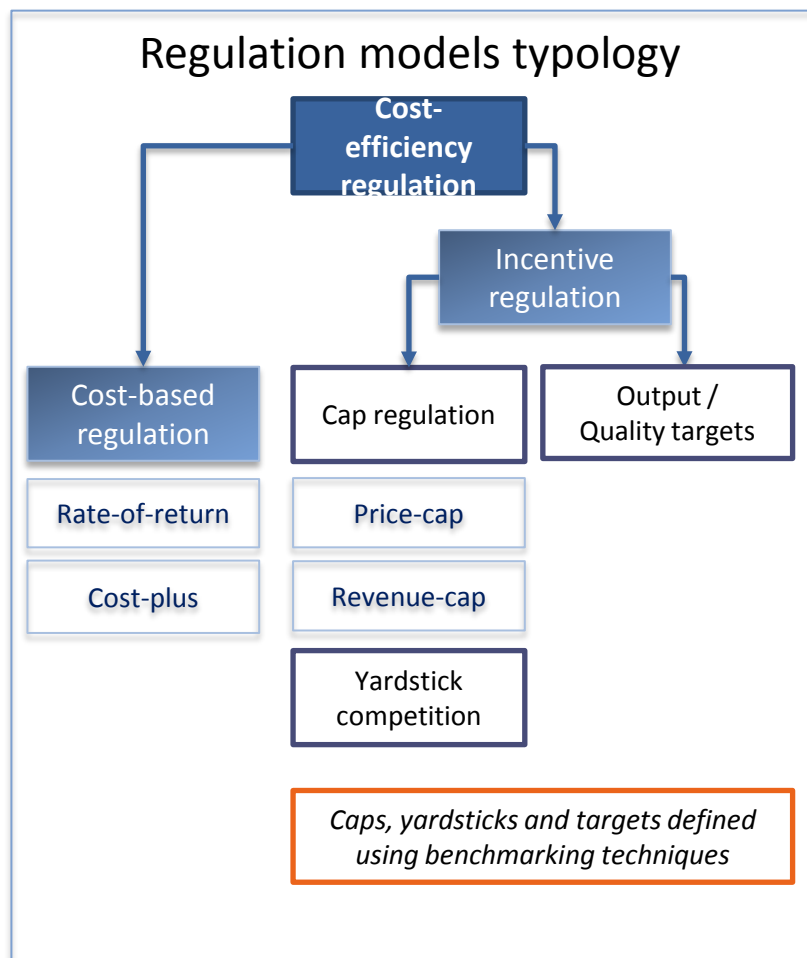 Regulation models typology
Cost-
efficiency
regulation
Incentive
regulation
Cost-based
regulation
Cap regulation
Output /
Quality targets
Rate-of-return
Price-cap
Cost-plus
Revenue-cap
Yardstick
competition
Caps, yardsticks and targets defined
using benchmarking techniques